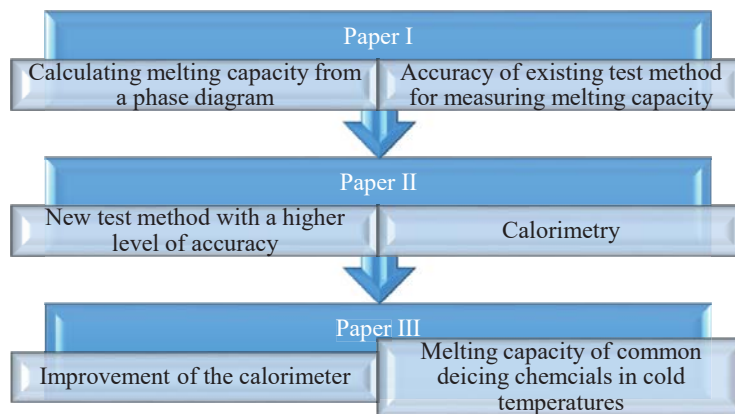 Paper I
Calculating melting capacity from
a phase diagram
Accuracy of existing test method
for measuring melting capacity
Paper II
New test method with a higher
level of accuracy
Calorimetry
Paper III
Improvement of the calorimeter
Melting capacity of common
deicing chemcials in cold
temperatures